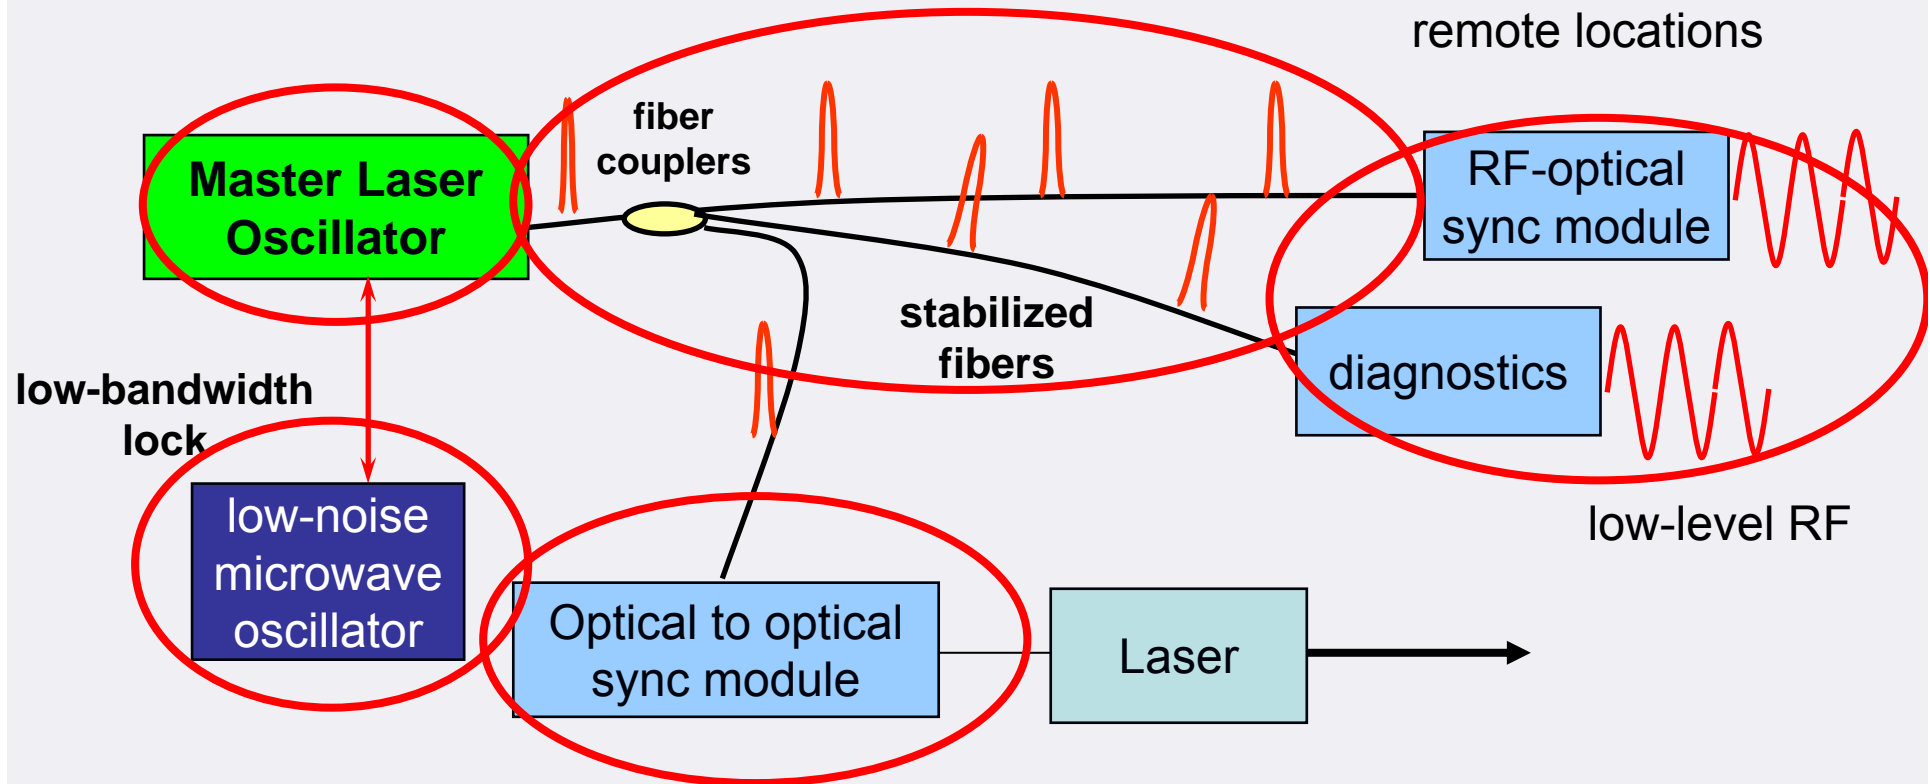 remote locations
fiber
couplers
Master Laser
Oscillator
RF-optical
sync module
stabilized
fibers
diagnostics
low-bandwidth
lock
low-noise
microwave
oscillator
low-level RF
Optical to optical
sync module
Laser